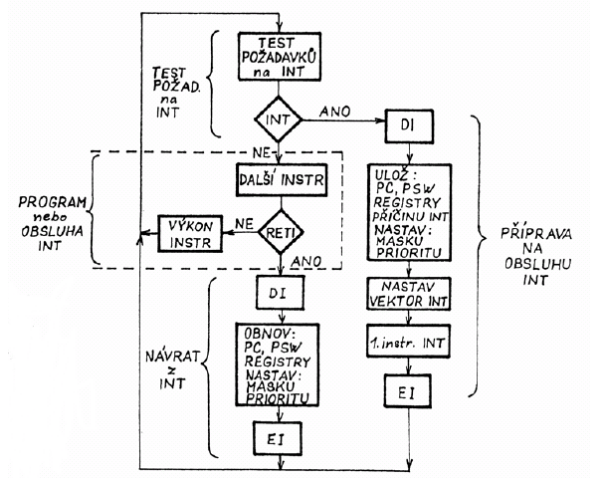 TEST
POŽADAVKŮ
na INT
TEST
POŽAD.
na
INT
INT
ANO
DI
NE
DALŠÍ INSTR
ULOŽ:
PC, PSW
REGISTRY
PŘÍČINU INT
NASTAV:
MASKU
PRIORITU
PROGRAM
nebo
OBSLUHA
INT
VÝKON
INSTR
NE
RETI
ANO
PŘÍPRAVA
NA
OBSLUHU
INT
DI
NASTAV
VEKTOR INT
OBNOV:
PC, PSW
REGISTRY
NASTAV:
MASKU
PRIORITU
1. instr. INT
NÁVRAT
z
INT
EI
EI